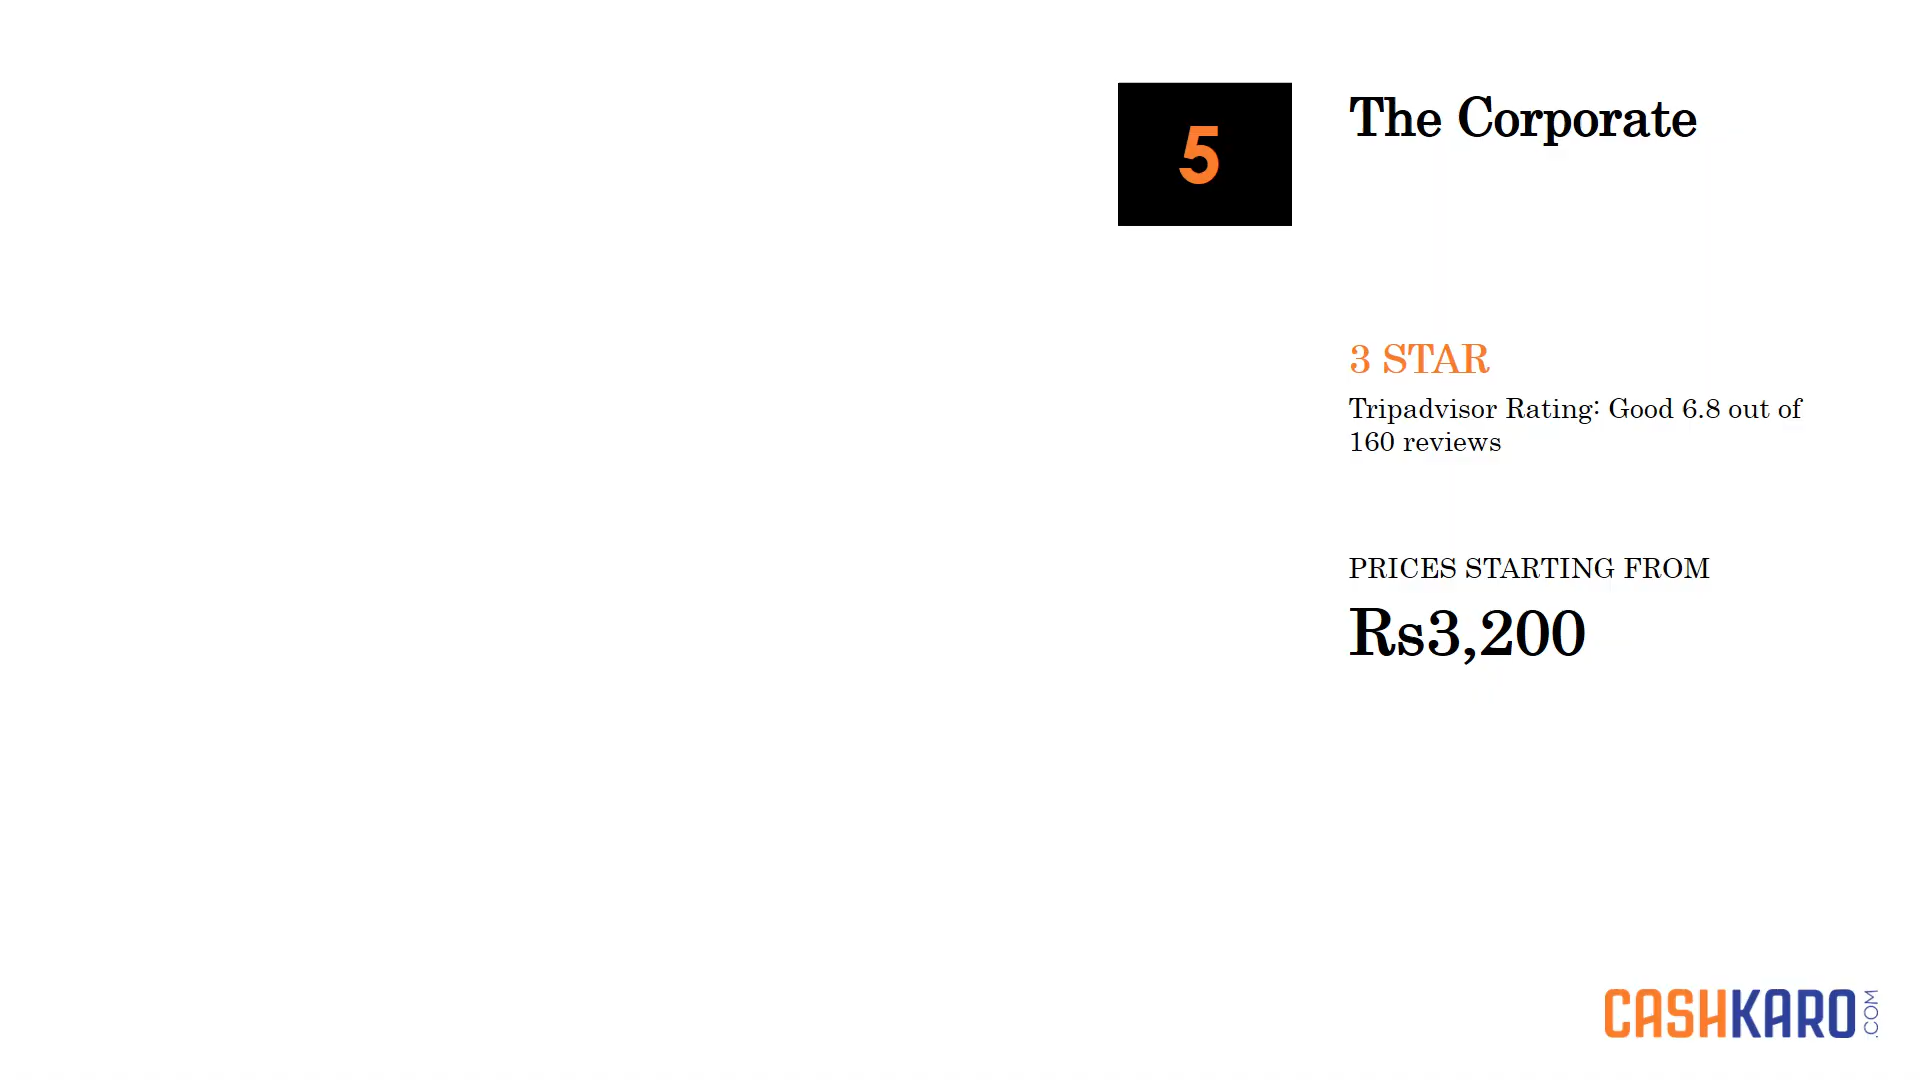 5
The Corporate
3 STAR
Tripadvisor Rating: Good 6.8 out of
160 reviews
PRICES STARTING FROM
Rs3,200
CASHKARO.COM